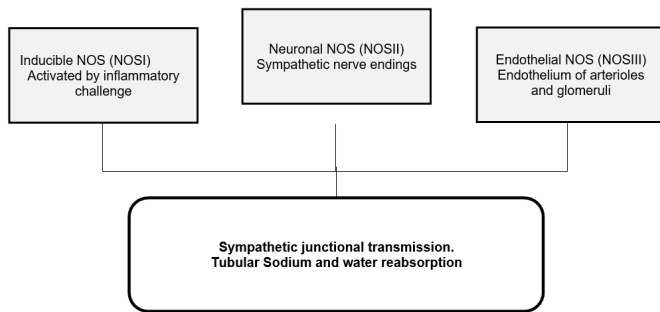 Inducible NOS (NOSI)
Activated by inflammatory
challenge
Neuronal NOS (NOSII)
Sympathetic nerve endings
Endothelial NOS (NOSIII)
Endothelium of arterioles
and glomeruli
Sympathetic junctional transmission.
Tubular Sodium and water reabsorption